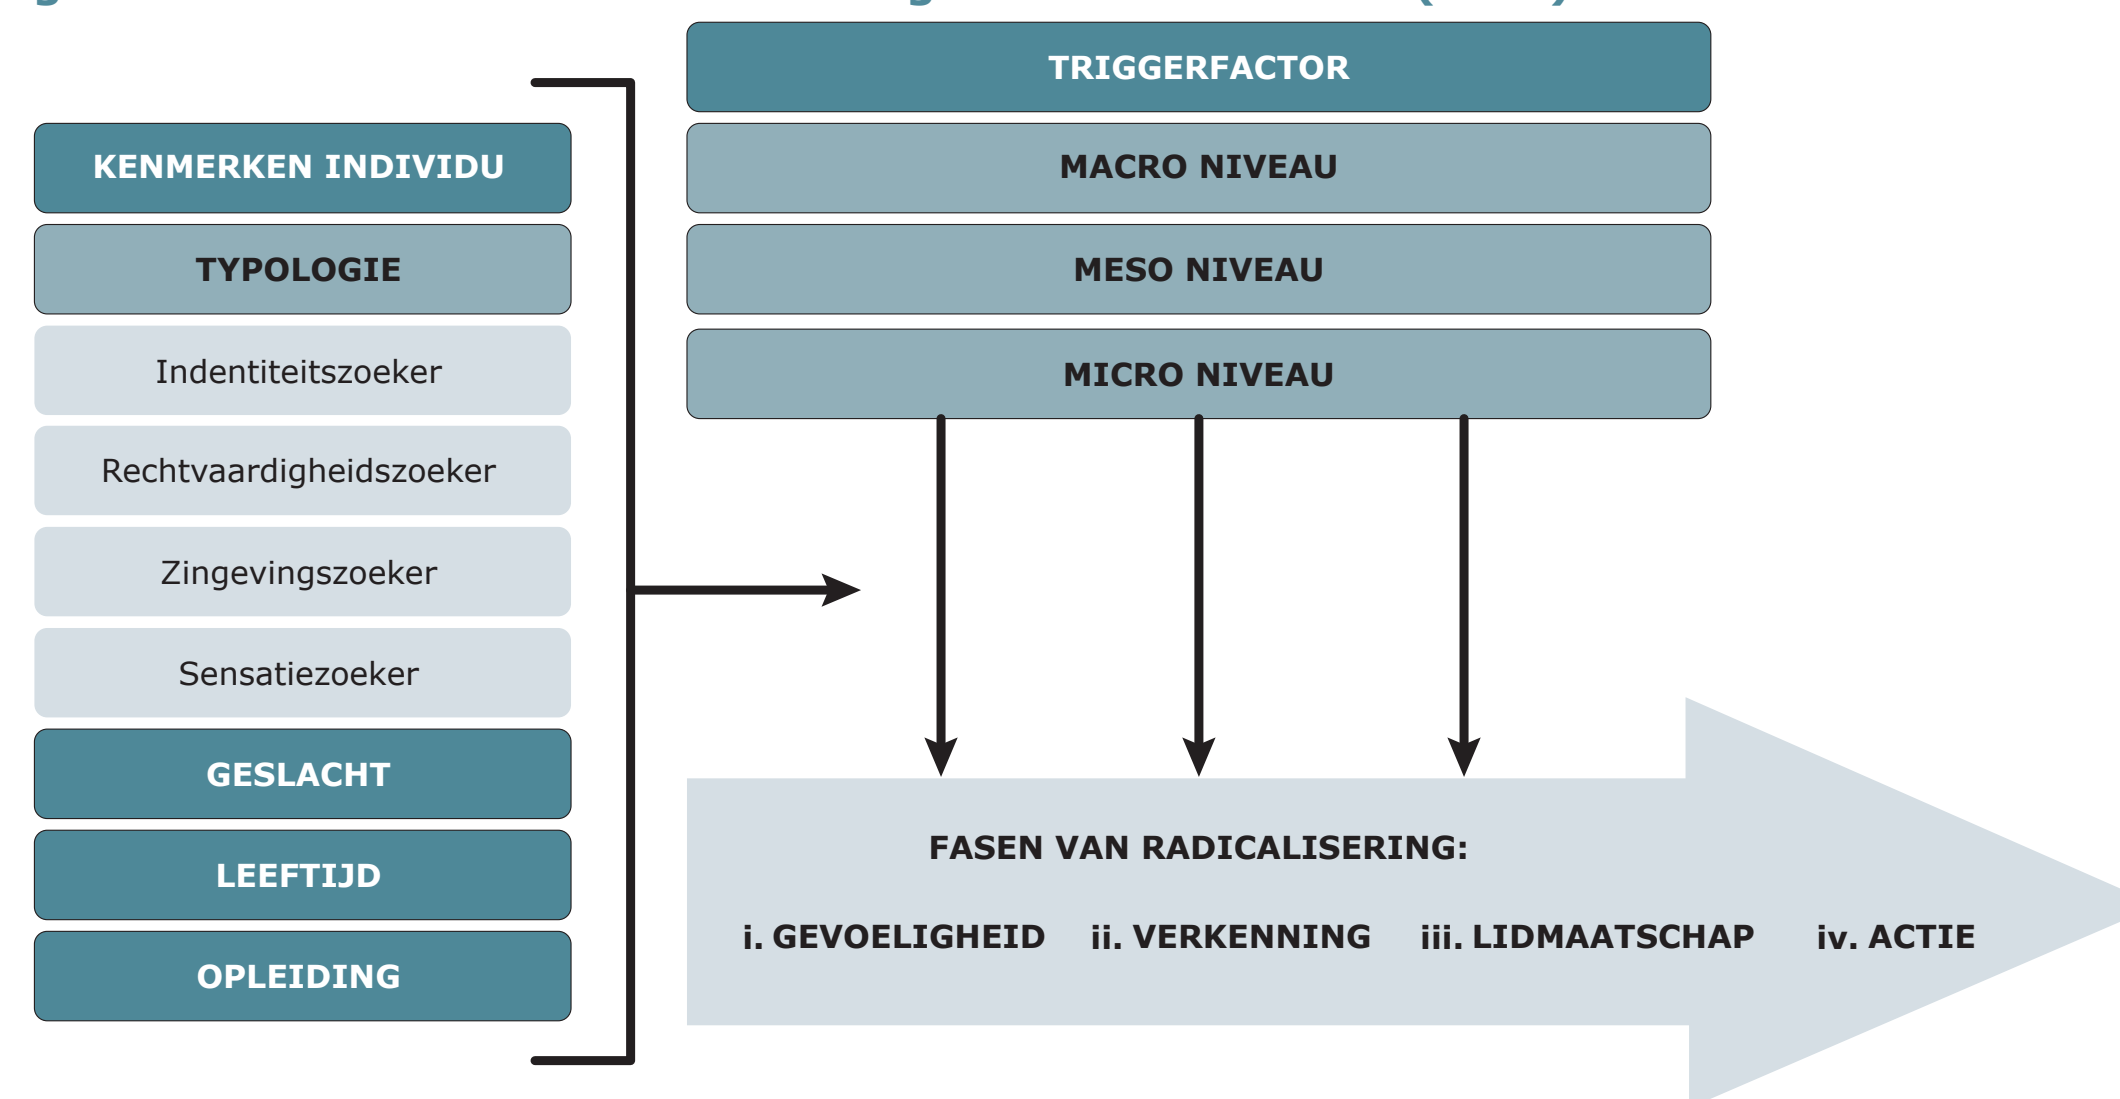 KENMERKEN INDIVIDU
TYPOLOGIE
Indentiteitszoeker
Rechtvaardigheidszoeker
Zingevingszoeker
Sensatiezoeker
GESLACHT
LEEFTIJD
OPLEIDING
TRIGGERFACTOR
MACRO NIVEAU
MESO NIVEAU
MICRO NIVEAU
FASEN VAN RADICALISERING:
i. GEVOELIGHEID ii. VERKENNING iii. LIDMAATSCHAP iv. ACTIE